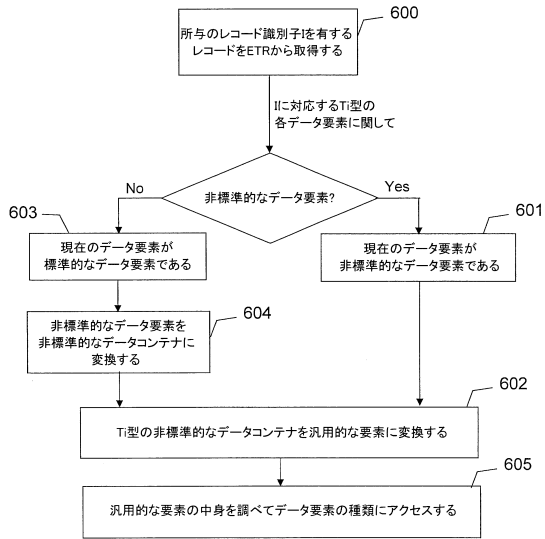 600
所与のレコード識別子Iを有する
レコードをETRから取得する
Iに対応するTi型の
各データ要素に関して
非標準的なデータ要素?
No
Yes
603
現在のデータ要素が
標準的なデータ要素である
601
現在のデータ要素が
非標準的なデータ要素である
604
非標準的なデータ要素を
非標準的なデータコンテナに
変換する
602
Ti型の非標準的なデータコンテナを汎用的な要素に変換する
605
汎用的な要素の中身を調べてデータ要素の種類にアクセスする